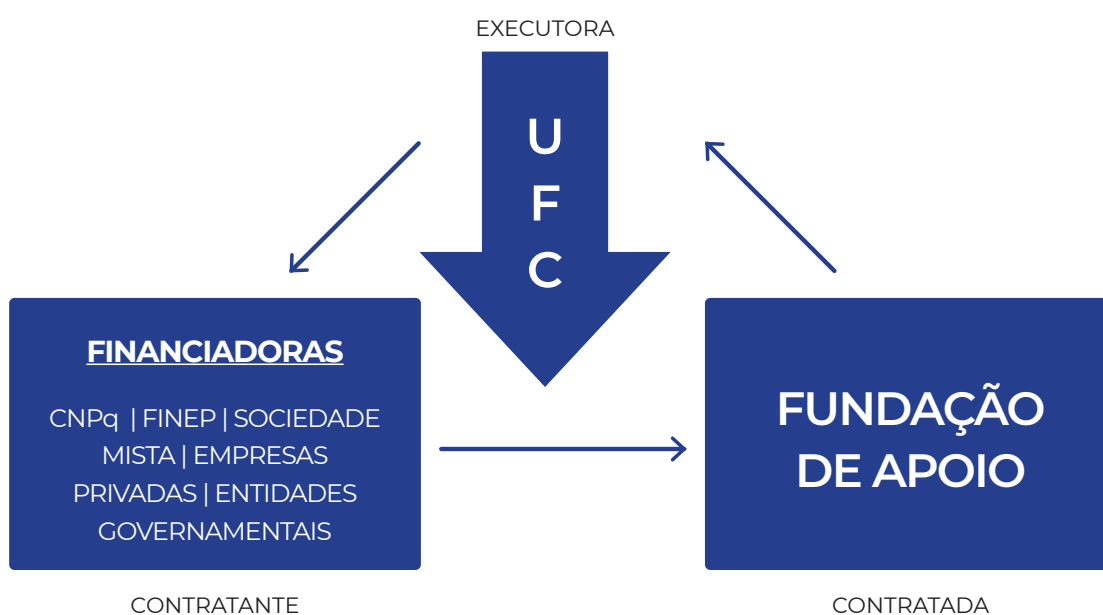 EXECUTORA
U
F
C
FINANCIADORAS
CNPq | FINEP | SOCIEDADE
MISTA | EMPRESAS
PRIVADAS | ENTIDADES
GOVERNAMENTAIS
FUNDAÇÃO
DE APOIO
CONTRATANTE
CONTRATADA